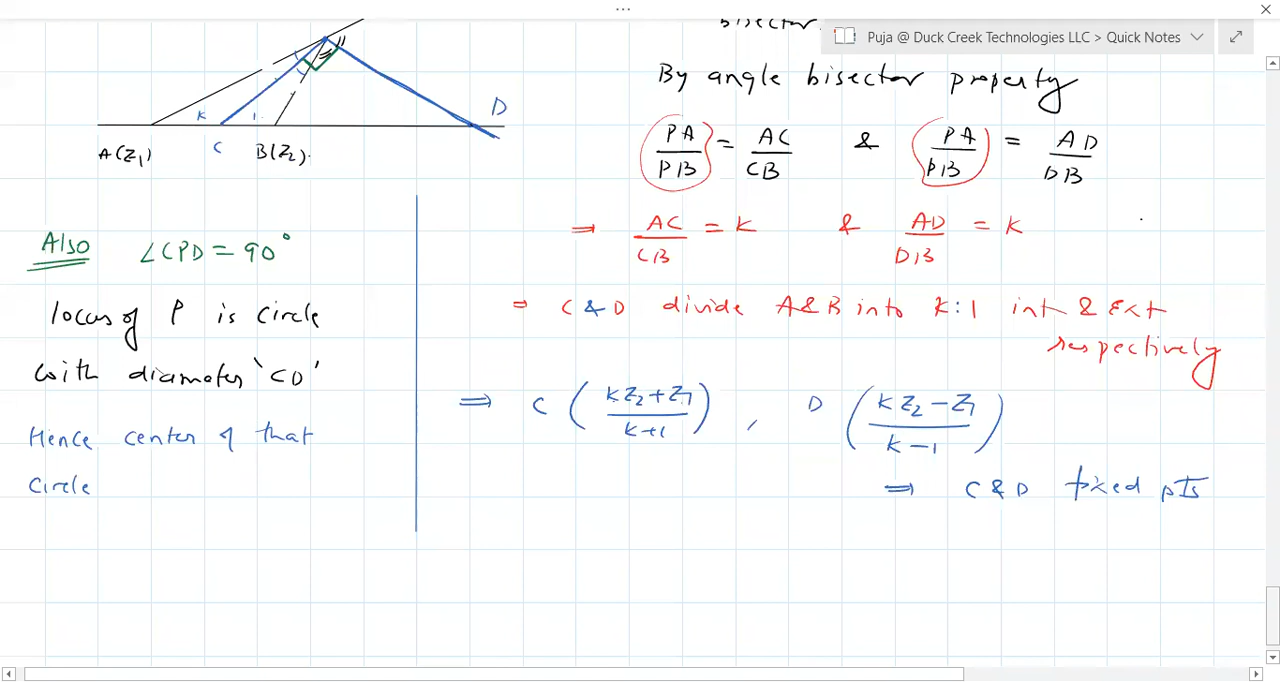 ...
Puja @ Duck Creek Technologies LLC > Quick Notes
bisector.
By angle bisector property
PA/PB = AC/CB & PA/PB = AD/DB
⇒ AC/CB = K & AD/DB = K
⇒ C & D divide A & B into K:1 int & Ext
respectively
⇒ C ((kZ₂+Z₁)/(k+1)), D ((kZ₂-Z₁)/(k-1))
⇒ C & D fixed pts
K 1
A(Z₁) C B(Z₂). D
Also ∠CPD = 90°
locus of P is circle
with diameter 'CD'
Hence center of that
circle